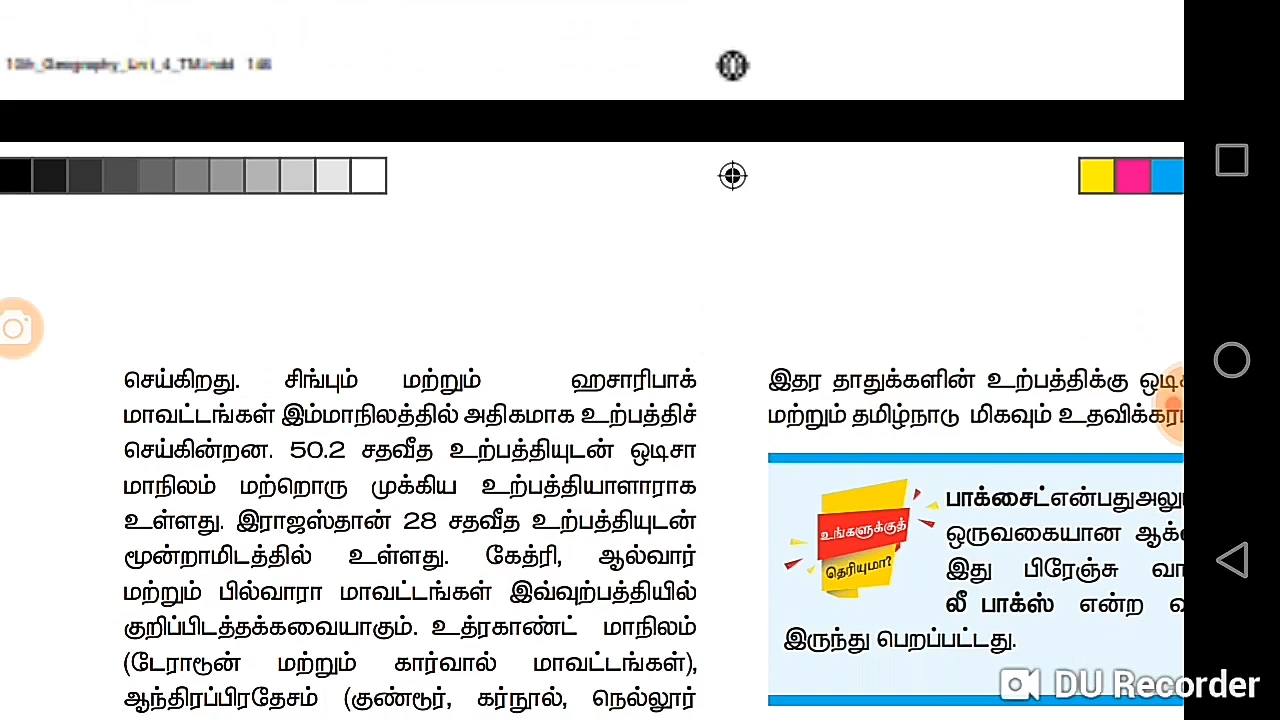 செய்கிறது. சிங்பும் மற்றும் ஹசாரிபாக்
மாவட்டங்கள் இம்மாநிலத்தில் அதிகமாக உற்பத்திச்
செய்கின்றன. 50.2 சதவீத உற்பத்தியுடன் ஒடிசா
மாநிலம் மற்றொரு முக்கிய உற்பத்தியாளாராக
உள்ளது. இராஜஸ்தான் 28 சதவீத உற்பத்தியுடன்
மூன்றாமிடத்தில் உள்ளது. கேத்ரி, ஆல்வார்
மற்றும் பில்வாரா மாவட்டங்கள் இவ்வுற்பத்தியில்
குறிப்பிடத்தக்கவையாகும். உத்ரகாண்ட் மாநிலம்
(டேராடூன் மற்றும் கார்வால் மாவட்டங்கள்),
ஆந்திரப்பிரதேசம் (குண்டூர், கர்நூல், நெல்லூர்
இதர தாதுக்களின் உற்பத்திக்கு
மற்றும் தமிழ்நாடு மிகவும்
உங்களுக்குத்
தெரியுமா?
பாக்சைட்என்பது
ஒருவகையான
இது பிரேஞ்சு
லீ பாக்ஸ் என்ற
இருந்து பெறப்பட்டது.
DU Recorder